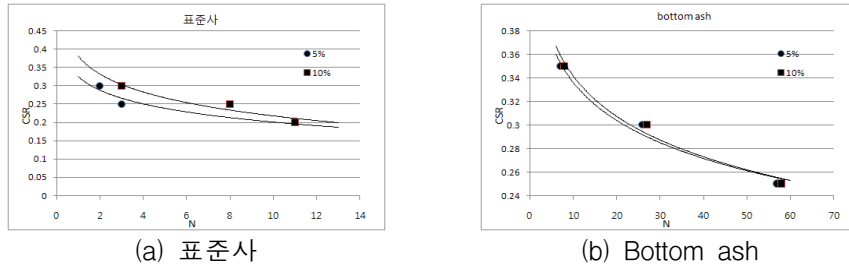 표준사
0.45
0.4
0.35
0.3
0.25
0.2
0.15
0.1
0.05
0
CSR
0 2 4 6 8 10 12 14
N
5%
10%
(a) 표준사
bottom ash
0.38
0.36
0.34
0.32
0.3
0.28
0.26
0.24
CSR
0 10 20 30 40 50 60 70
N
5%
10%
(b) Bottom ash